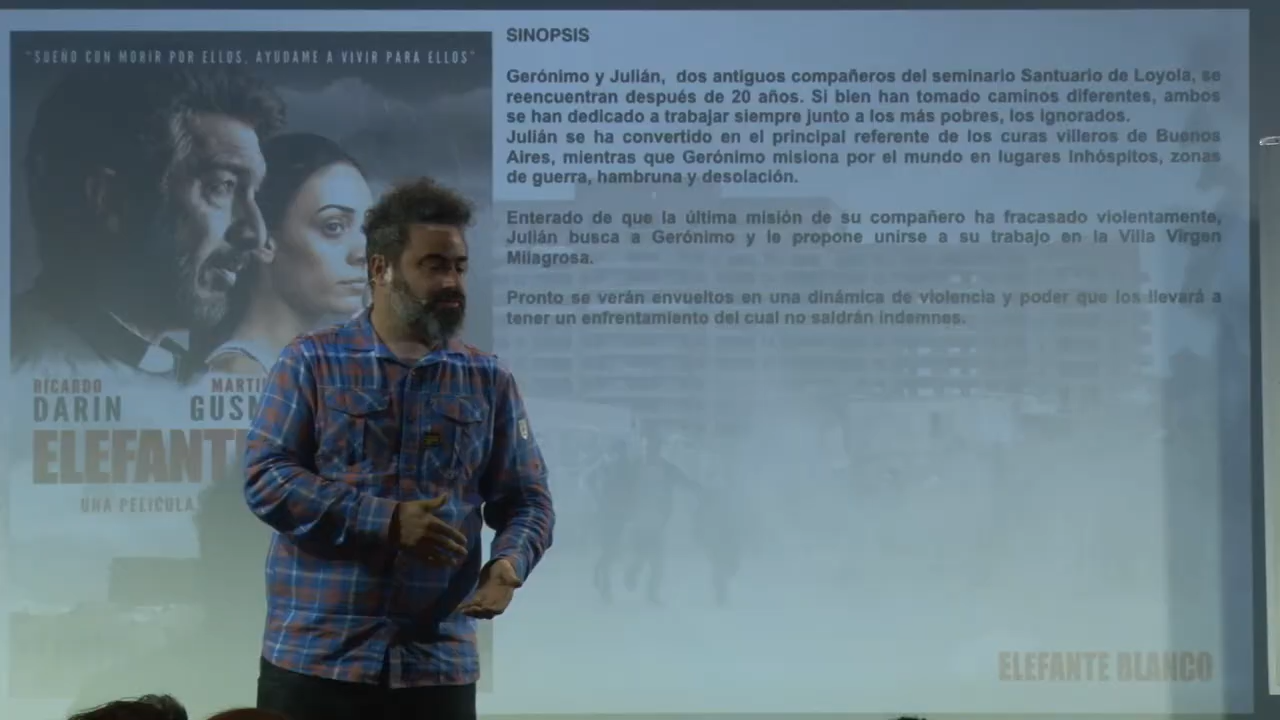 "SUEÑO CON MORIR POR ELLOS, AYÚDAME A VIVIR PARA ELLOS"
RICARDO
DARÍN
MARTI
GUSM
ELEFANTE
UNA PELÍCULA
SINOPSIS
Gerónimo y Julián, dos antiguos compañeros del seminario Santuario de Loyola, se
reencuentran después de 20 años. Si bien han tomado caminos diferentes, ambos
se han dedicado a trabajar siempre junto a los más pobres, los ignorados.
Julián se ha convertido en el principal referente de los curas villeros de Buenos
Aires, mientras que Gerónimo misiona por el mundo en lugares inhóspitos, zonas
de guerra, hambruna y desolación.
Enterado de que la última misión de su compañero ha fracasado violentamente,
Julián busca a Gerónimo y le propone unirse a su trabajo en la Villa Virgen
Milagrosa.
Pronto se verán envueltos en una dinámica de violencia y poder que los llevará a
tener un enfrentamiento del cual no saldrán indemnes.
ELEFANTE BLANCO